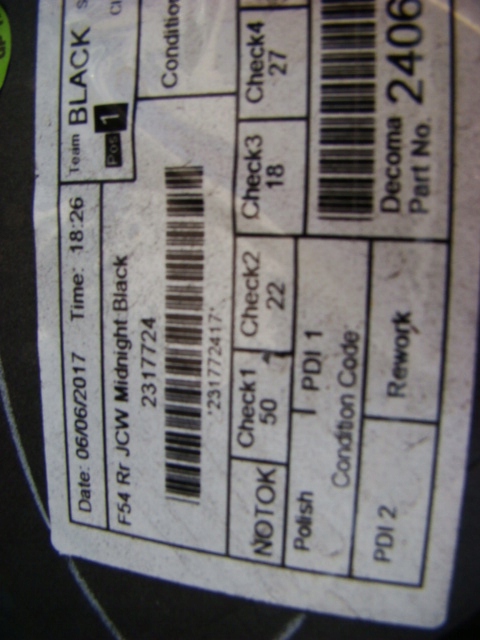 Date: 06/06/2017 Time: 18:26
Team BLACK
Pos 1
F54 Rr JCW Midnight Black
2317724
*231772417*
NOTOK
Check1
50
Check2
22
Check3
18
Check4
27
Polish
PDI 1
Condition Code
PDI 2
Rework
Decoma
Part No. 2406